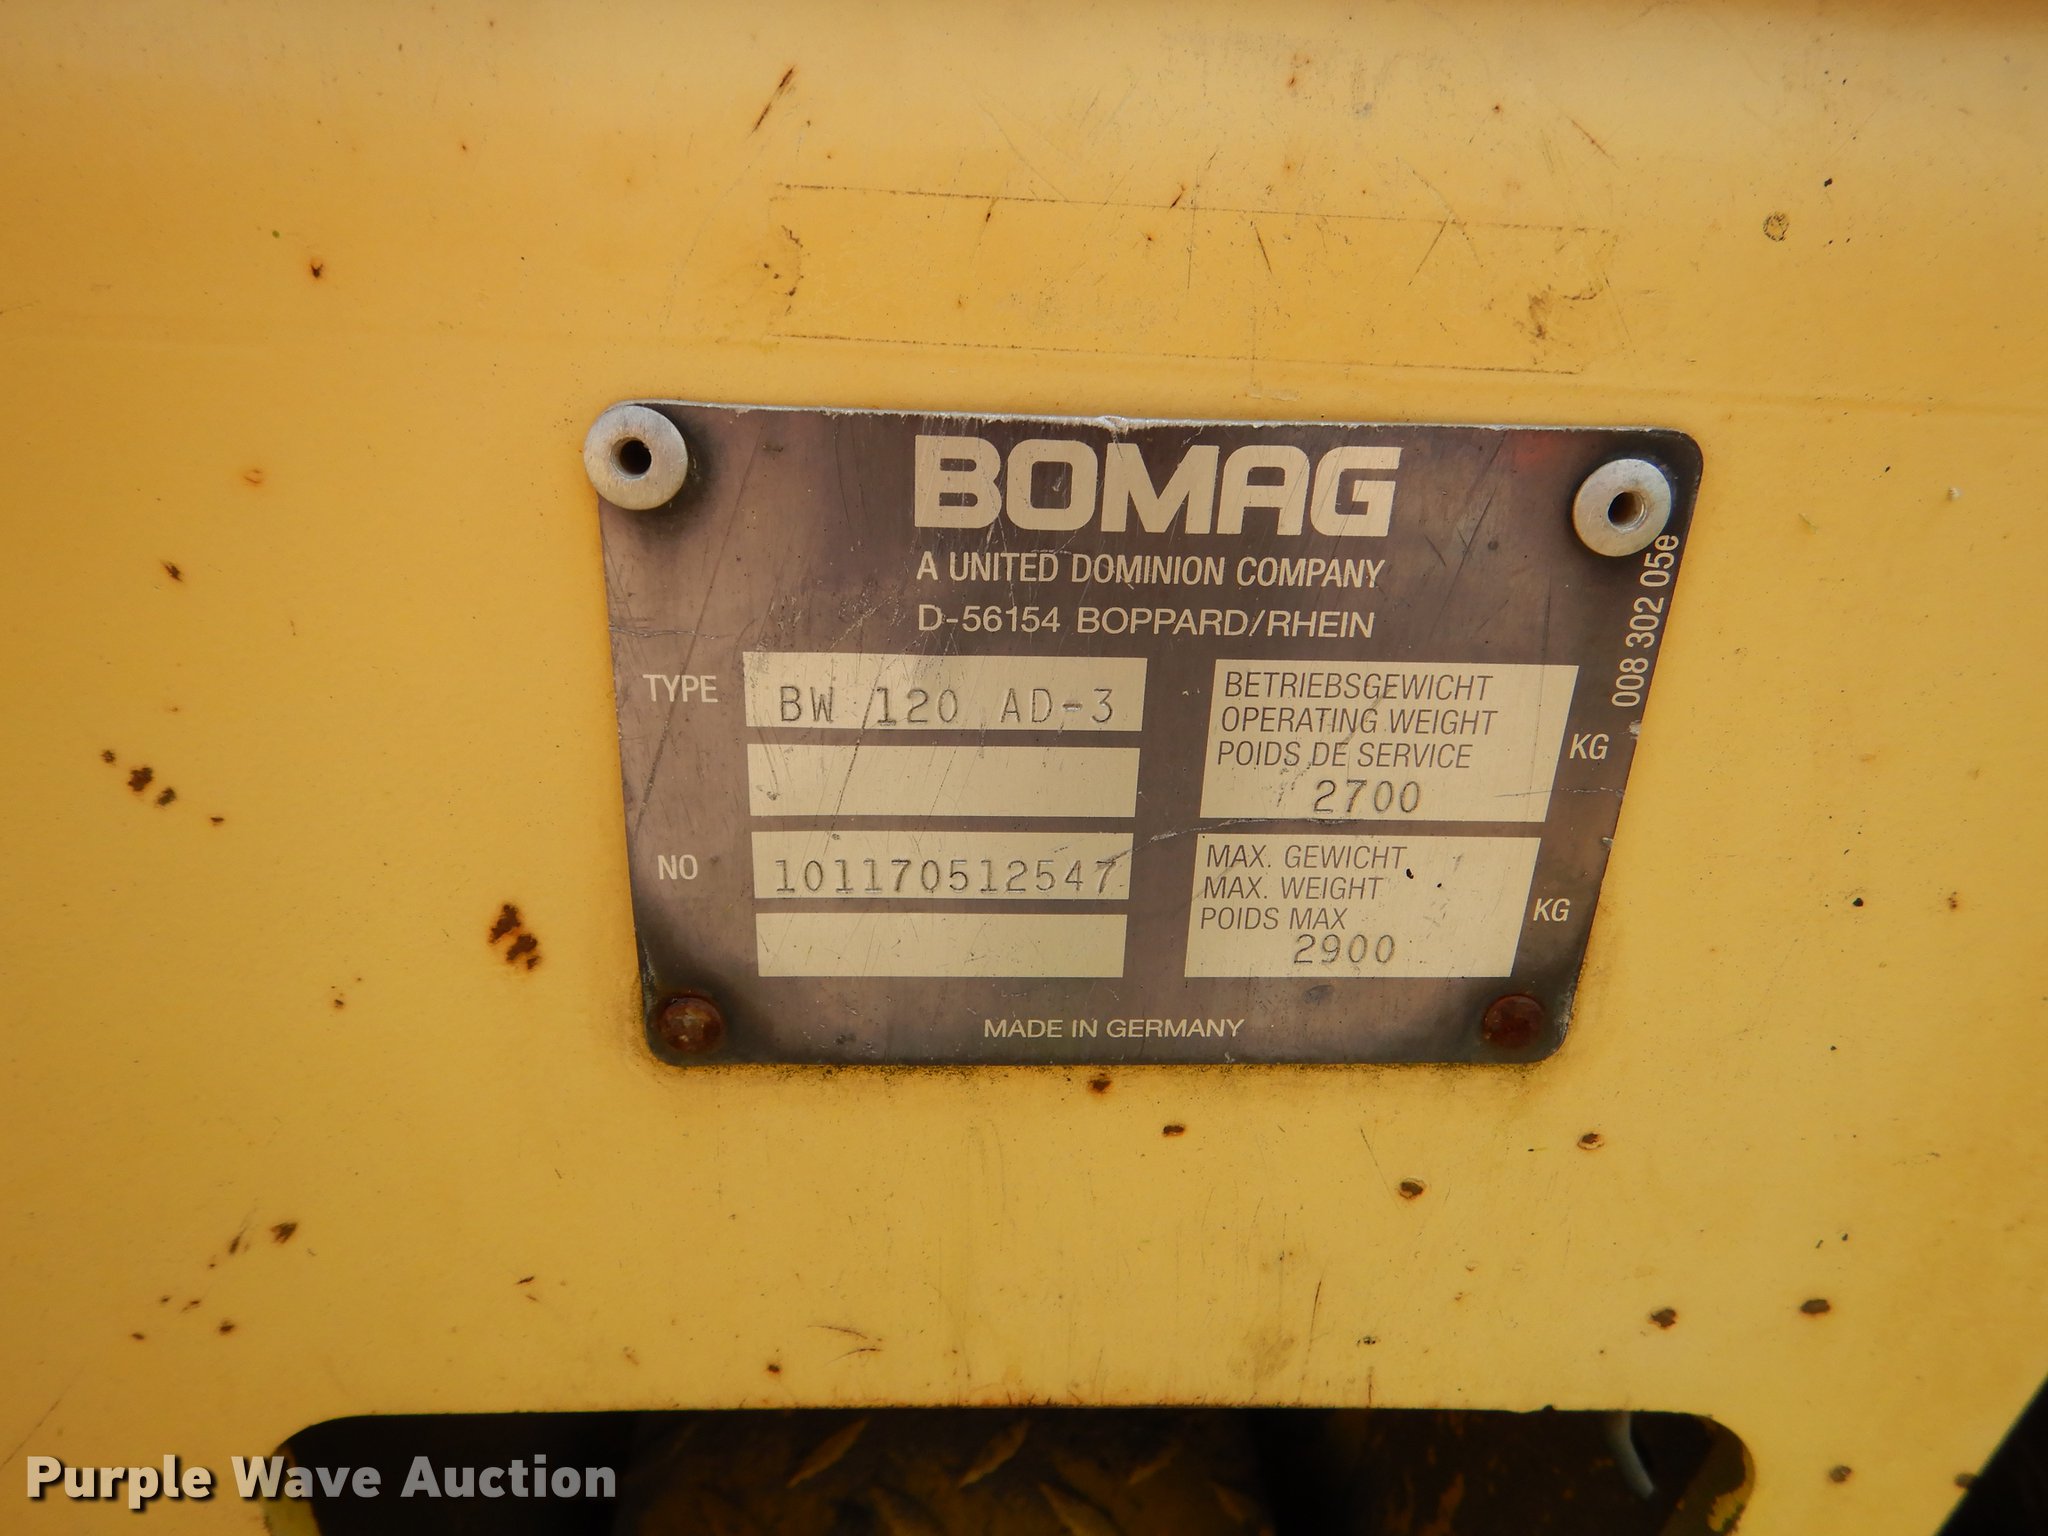 BOMAG
A UNITED DOMINION COMPANY
D-56154 BOPPARD/RHEIN
008 302 05e
TYPE BW 120 AD-3
BETRIEBSGEWICHT
OPERATING WEIGHT
POIDS DE SERVICE
2700 KG
NO 101170512547
MAX. GEWICHT
MAX. WEIGHT
POIDS MAX
2900 KG
MADE IN GERMANY
Purple Wave Auction